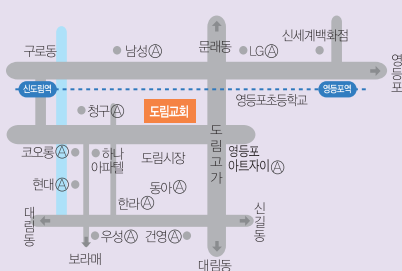 신세계백화점
구로동
남성Ⓐ
문래동
LGⒶ
영등포
신도림역
영등포역
영등포초등학교
청구Ⓐ
도림교회
도림고가
코오롱Ⓐ
하나
아파텔
도림시장
영등포
아트자이Ⓐ
현대Ⓐ
동아Ⓐ
한라Ⓐ
대림동
신길동
우성Ⓐ
건영Ⓐ
보라매
대림동